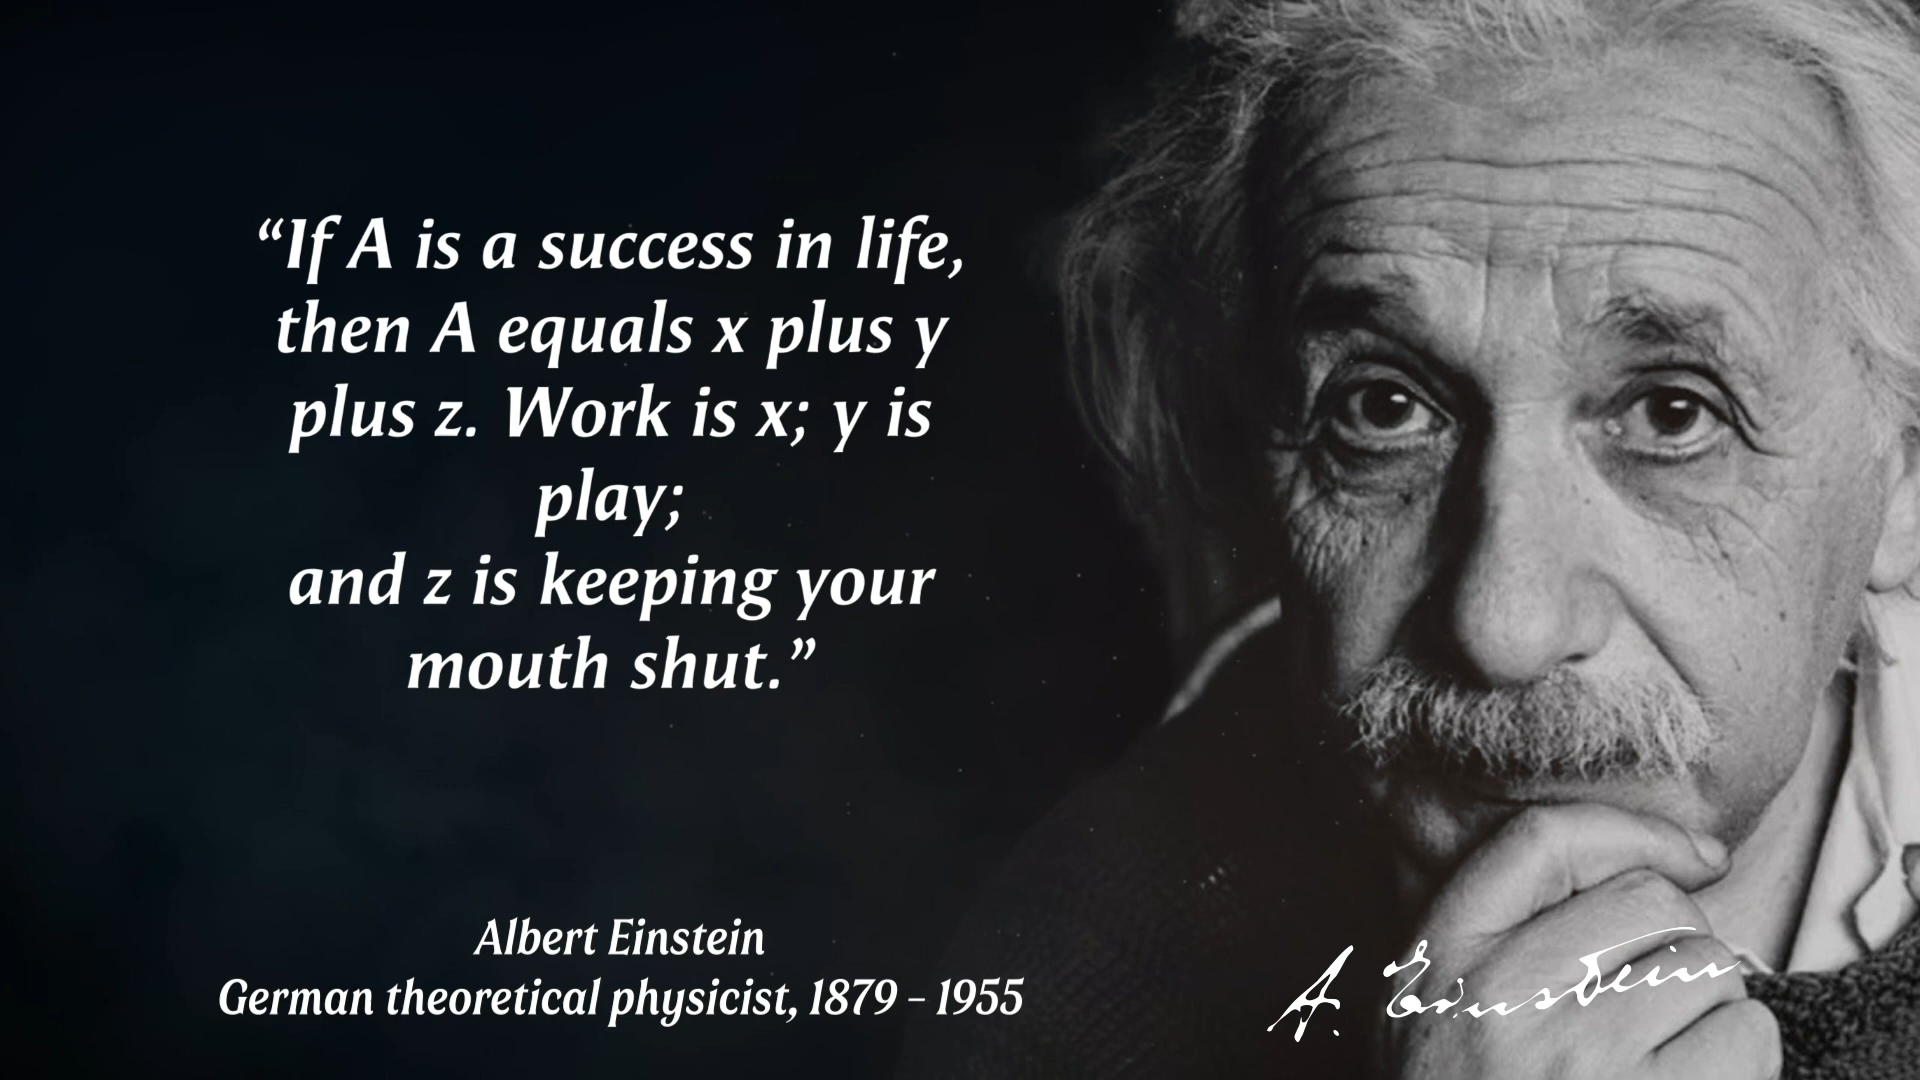 “If A is a success in life,
then A equals x plus y
plus z. Work is x; y is
play;
and z is keeping your
mouth shut.”
Albert Einstein
German theoretical physicist, 1879 – 1955
A. Einstein